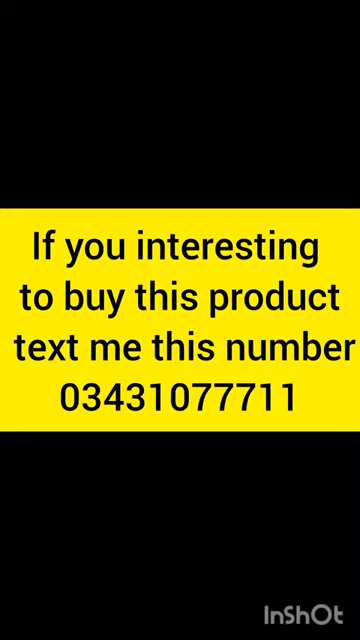 If you interesting
to buy this product
text me this number
03431077711
InShOt